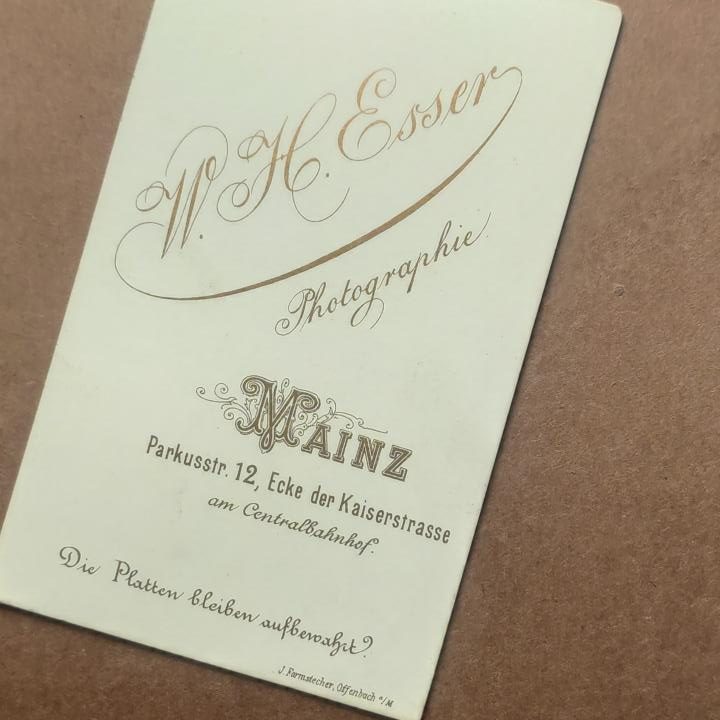 W. H. Esser
Photographie.
MAINZ
Parkusstr. 12, Ecke der Kaiserstrasse
am Centralbahnhof.
Die Platten bleiben aufbewahrt.
J. Farmstecher, Offenbach a/M